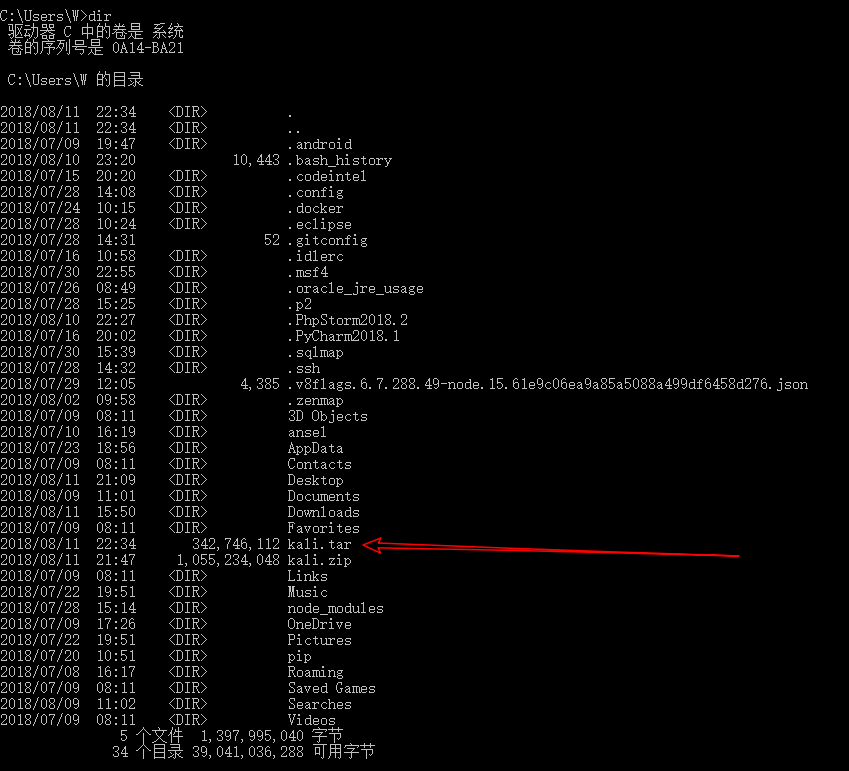 C:\Users\W>dir
驱动器 C 中的卷是 系统
卷的序列号是 0A14-BA21
C:\Users\W 的目录
2018/08/11  22:34    <DIR>          .
2018/08/11  22:34    <DIR>          ..
2018/07/09  19:47    <DIR>          .android
2018/08/10  23:20            10,443 .bash_history
2018/07/15  20:20    <DIR>          .codeintel
2018/07/28  14:08    <DIR>          .config
2018/07/24  10:15    <DIR>          .docker
2018/07/28  10:24    <DIR>          .eclipse
2018/07/28  14:31                52 .gitconfig
2018/07/16  10:58    <DIR>          .idlerc
2018/07/30  22:55    <DIR>          .msf4
2018/07/26  08:49    <DIR>          .oracle_jre_usage
2018/07/28  15:25    <DIR>          .p2
2018/08/10  22:27    <DIR>          .PhpStorm2018.2
2018/07/16  20:02    <DIR>          .PyCharm2018.1
2018/07/30  15:39    <DIR>          .sqlmap
2018/07/28  14:32    <DIR>          .ssh
2018/07/29  12:05             4,385 .v8flags.6.7.288.49-node.15.61e9c06ea9a85a5088a499df6458d276.json
2018/08/02  09:58    <DIR>          .zenmap
2018/07/09  08:11    <DIR>          3D Objects
2018/07/10  16:19    <DIR>          ansel
2018/07/23  18:56    <DIR>          AppData
2018/07/09  08:11    <DIR>          Contacts
2018/08/11  21:09    <DIR>          Desktop
2018/08/09  11:01    <DIR>          Documents
2018/08/11  15:50    <DIR>          Downloads
2018/07/09  08:11    <DIR>          Favorites
2018/08/11  22:34       342,746,112 kali.tar
2018/08/11  21:47     1,055,234,048 kali.zip
2018/07/09  08:11    <DIR>          Links
2018/07/22  19:51    <DIR>          Music
2018/07/28  15:14    <DIR>          node_modules
2018/07/09  17:26    <DIR>          OneDrive
2018/07/22  19:51    <DIR>          Pictures
2018/07/20  10:51    <DIR>          pip
2018/07/08  16:17    <DIR>          Roaming
2018/07/09  08:11    <DIR>          Saved Games
2018/08/09  11:02    <DIR>          Searches
2018/07/09  08:11    <DIR>          Videos
5 个文件  1,397,995,040 字节
34 个目录 39,041,036,288 可用字节